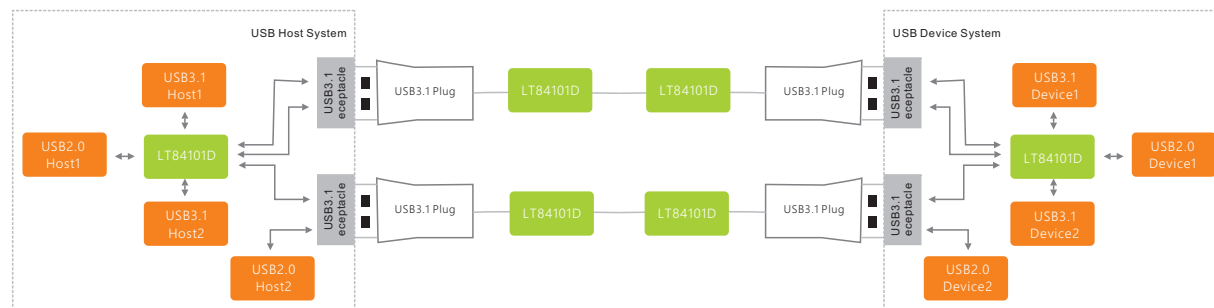 USB Host System
USB Device System
USB3.1
Host1
USB2.0
Host1
LT84101D
USB3.1
Host2
USB2.0
Host2
USB3.1
eceptacle
USB3.1 Plug
LT84101D
LT84101D
USB3.1 Plug
USB3.1
eceptacle
USB3.1
eceptacle
USB3.1 Plug
LT84101D
LT84101D
USB3.1 Plug
USB3.1
eceptacle
USB3.1
Device1
LT84101D
USB2.0
Device1
USB3.1
Device2
USB2.0
Device2